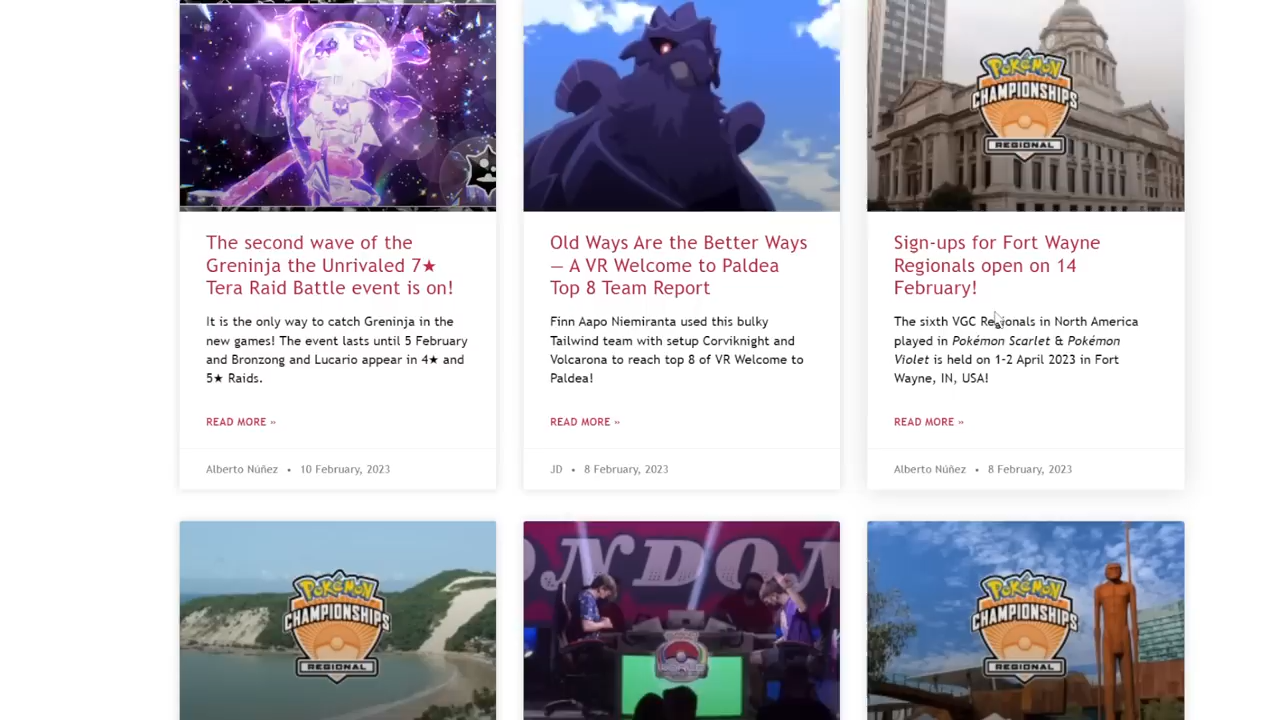 POKÉMON
CHAMPIONSHIPS
REGIONAL
The second wave of the
Greninja the Unrivaled 7★
Tera Raid Battle event is on!
It is the only way to catch Greninja in the
new games! The event lasts until 5 February
and Bronzong and Lucario appear in 4★ and
5★ Raids.
READ MORE »
Alberto Núñez • 10 February, 2023
Old Ways Are the Better Ways
— A VR Welcome to Paldea
Top 8 Team Report
Finn Aapo Niemiranta used this bulky
Tailwind team with setup Corviknight and
Volcarona to reach top 8 of VR Welcome to
Paldea!
READ MORE »
JD • 8 February, 2023
Sign-ups for Fort Wayne
Regionals open on 14
February!
The sixth VGC Regionals in North America
played in Pokémon Scarlet & Pokémon
Violet is held on 1-2 April 2023 in Fort
Wayne, IN, USA!
READ MORE »
Alberto Núñez • 8 February, 2023
POKÉMON
CHAMPIONSHIPS
REGIONAL
ONDON
POKÉMON
CHAMPIONSHIPS
REGIONAL